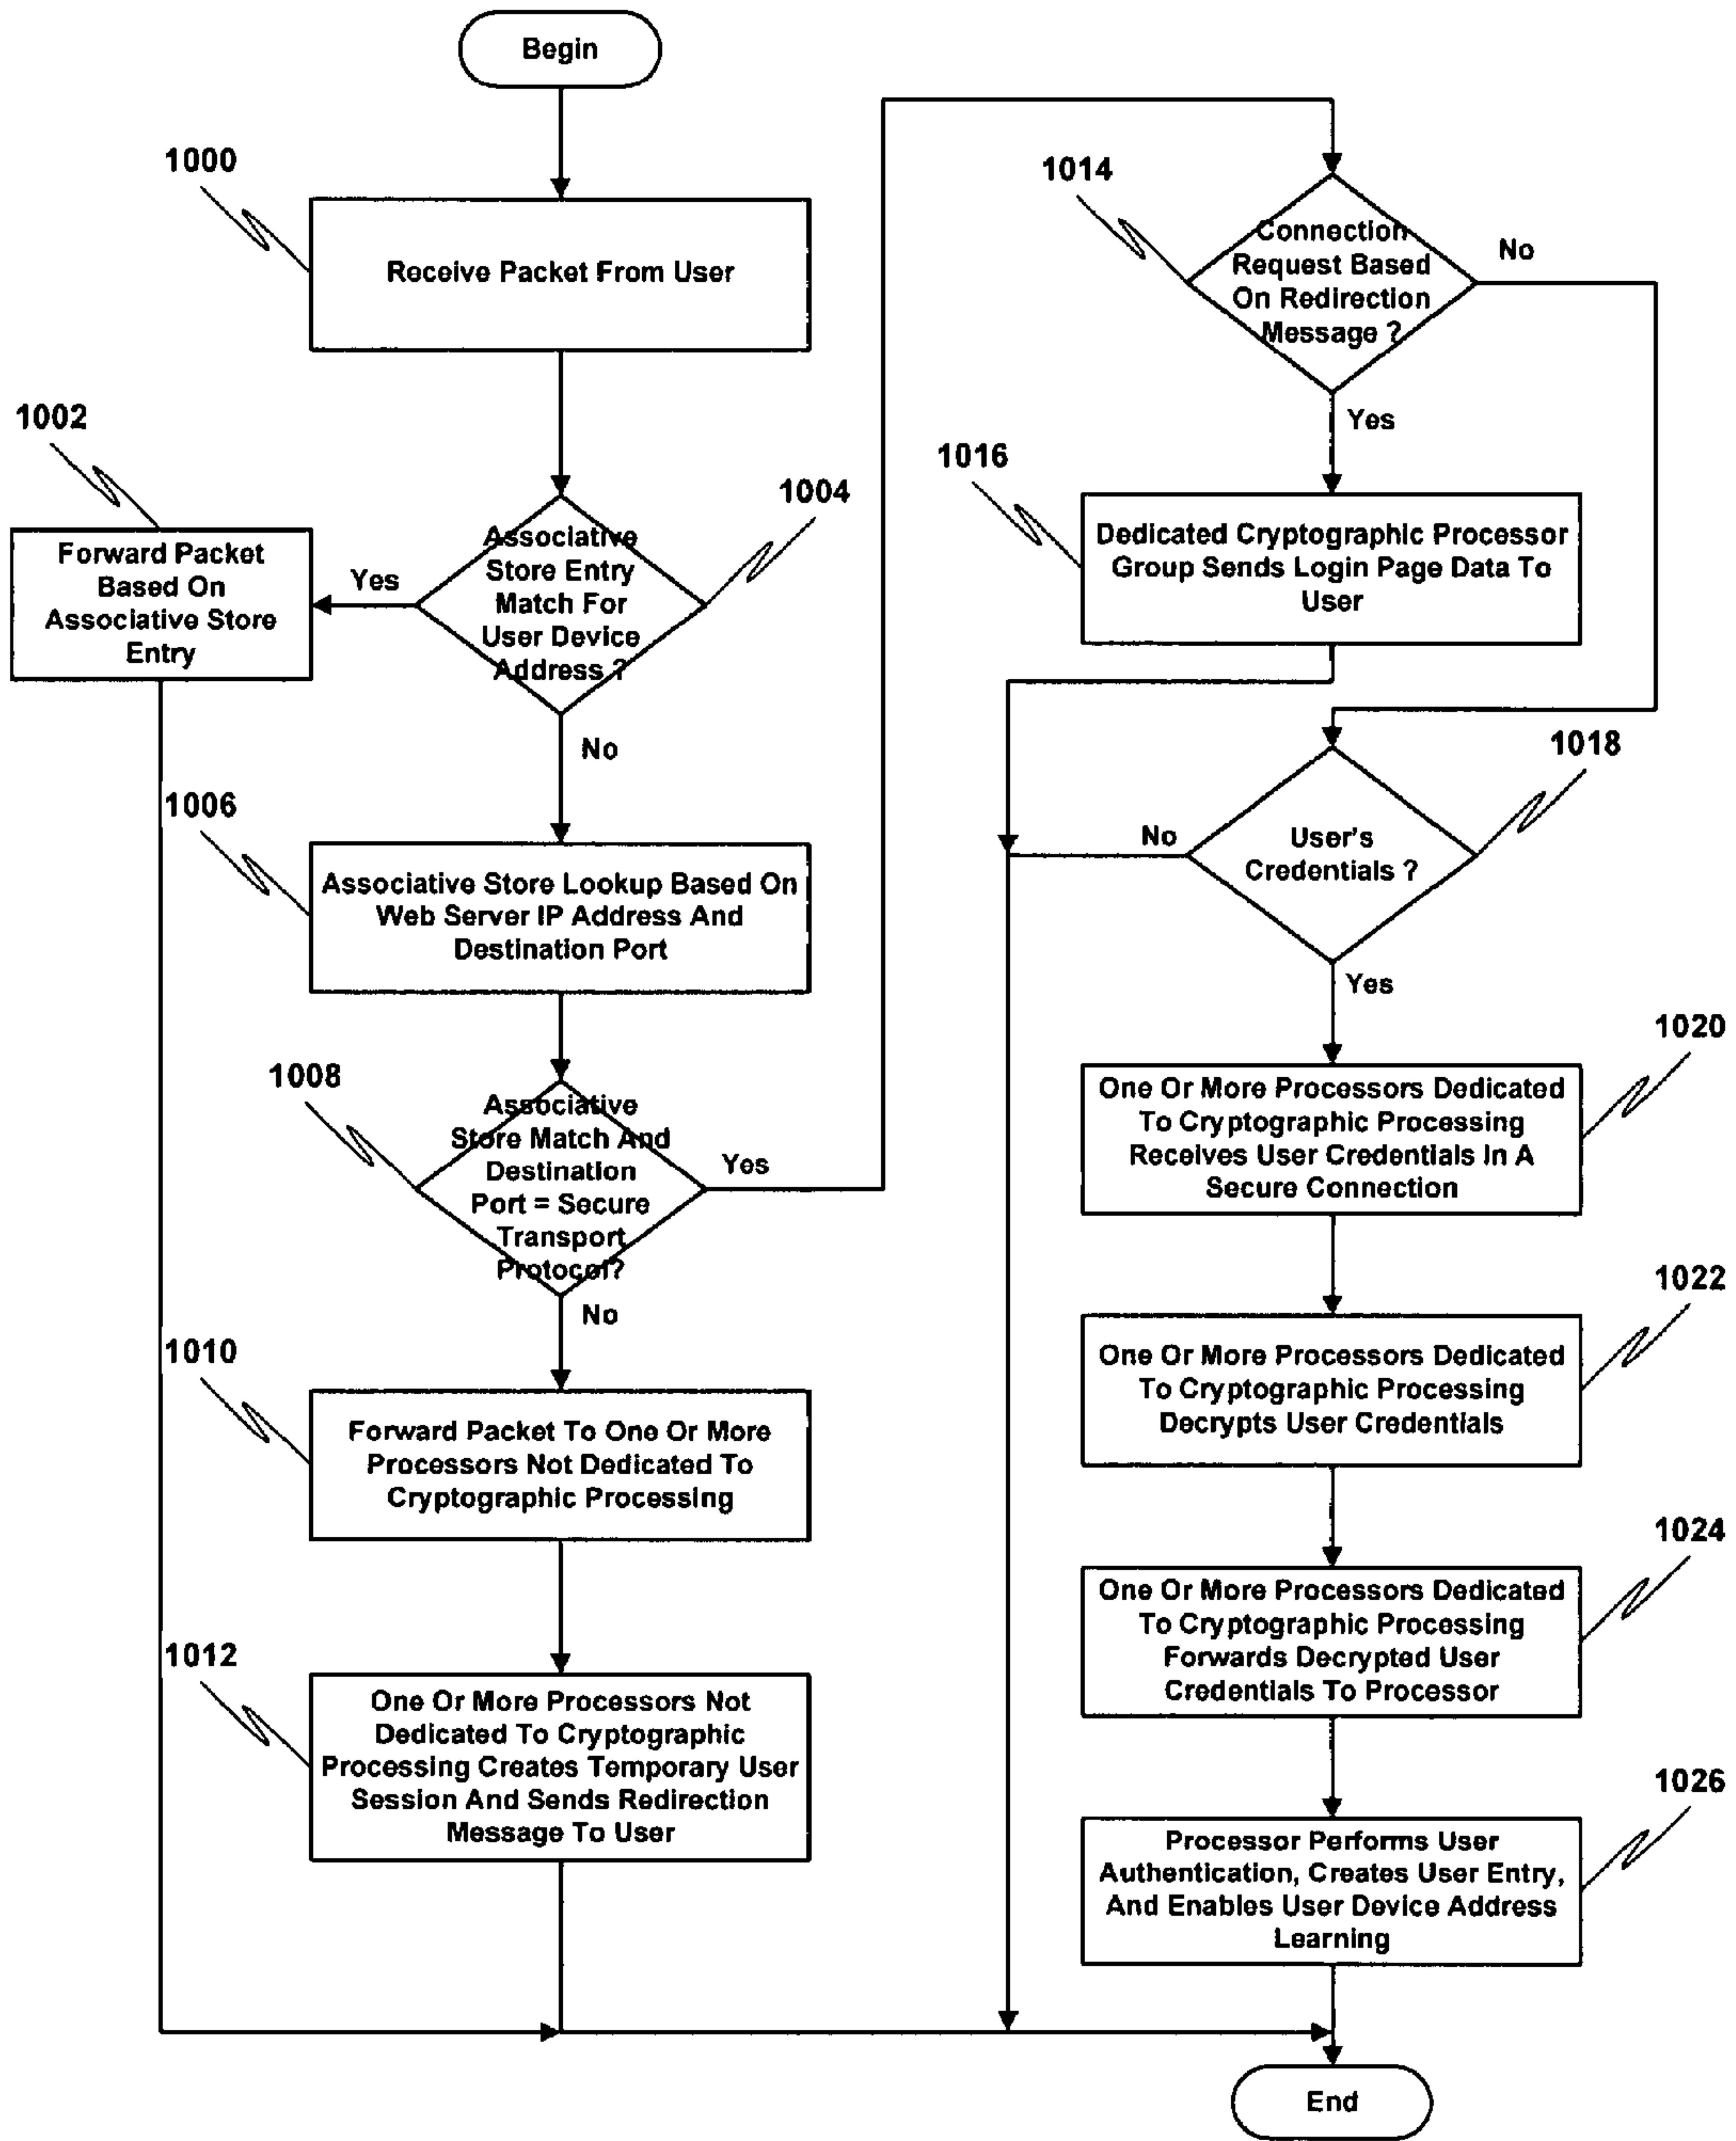 Begin
1000
Receive Packet From User
1002
Forward Packet
Based On
Associative Store
Entry
Yes
1004
Associative
Store Entry
Match For
User Device
Address ?
No
1006
Associative Store Lookup Based On
Web Server IP Address And
Destination Port
1008
Associative
Store Match And
Destination
Port = Secure
Transport
Protocol?
Yes
No
1010
Forward Packet To One Or More
Processors Not Dedicated To
Cryptographic Processing
1012
One Or More Processors Not
Dedicated To Cryptographic
Processing Creates Temporary User
Session And Sends Redirection
Message To User
1014
Connection
Request Based
On Redirection
Message ?
No
Yes
1016
Dedicated Cryptographic Processor
Group Sends Login Page Data To
User
1018
User's
Credentials ?
No
Yes
1020
One Or More Processors Dedicated
To Cryptographic Processing
Receives User Credentials In A
Secure Connection
1022
One Or More Processors Dedicated
To Cryptographic Processing
Decrypts User Credentials
1024
One Or More Processors Dedicated
To Cryptographic Processing
Forwards Decrypted User
Credentials To Processor
1026
Processor Performs User
Authentication, Creates User Entry,
And Enables User Device Address
Learning
End